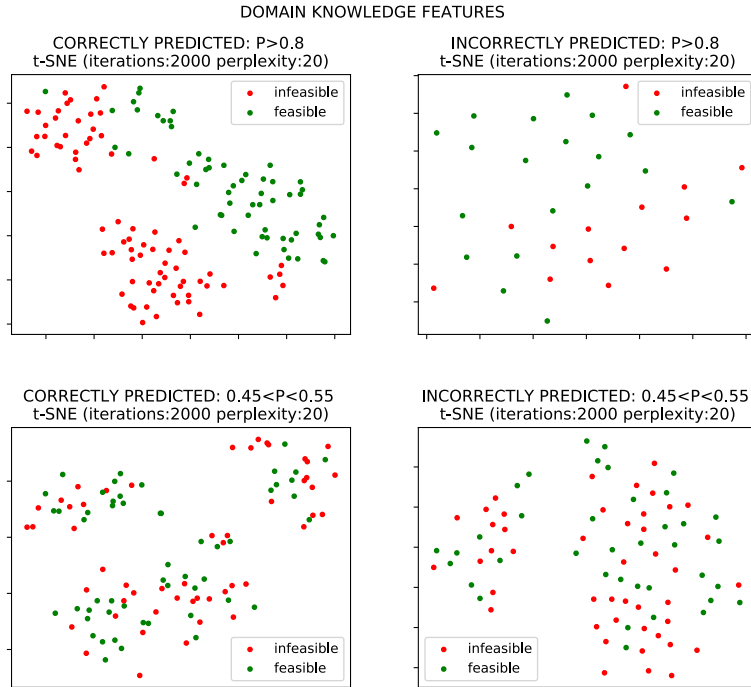 DOMAIN KNOWLEDGE FEATURES
CORRECTLY PREDICTED: P>0.8
t-SNE (iterations:2000 perplexity:20)
infeasible
feasible
INCORRECTLY PREDICTED: P>0.8
t-SNE (iterations:2000 perplexity:20)
infeasible
feasible
CORRECTLY PREDICTED: 0.45<P<0.55
t-SNE (iterations:2000 perplexity:20)
infeasible
feasible
INCORRECTLY PREDICTED: 0.45<P<0.55
t-SNE (iterations:2000 perplexity:20)
infeasible
feasible